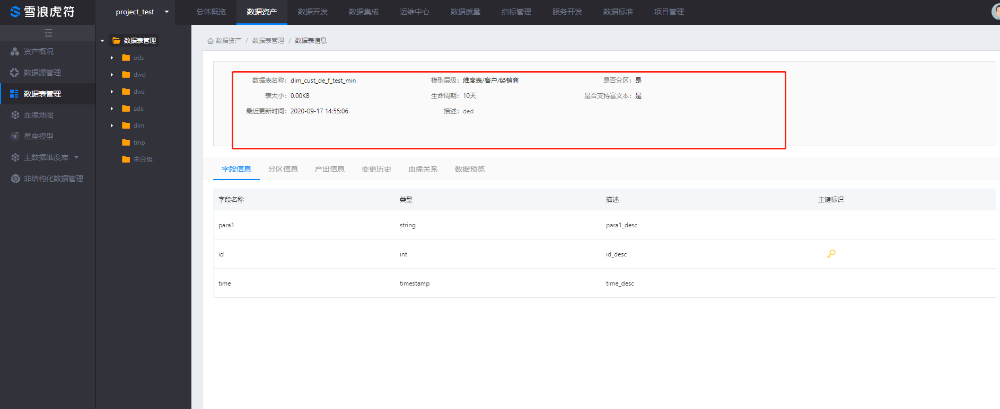 雪浪虎符
project_test
总体概览 数据资产 数据开发 数据集成 运维中心 数据质量 指标管理 服务开发 数据标准 项目管理
资产概况
数据源管理
数据表管理
血缘地图
星座模型
主数据维度库
非结构化数据管理
数据表管理
ods
dwd
dws
ads
dim
tmp
未分组
数据资产 / 数据表管理 / 数据表信息
数据表名称: dim_cust_de_f_test_min 模型层级: 维度表/客户/经销商 是否分区: 是
表大小: 0.00KB 生命周期: 10天 是否支持富文本: 是
最近更新时间: 2020-09-17 14:55:06 描述: ded
字段信息 分区信息 产出信息 变更历史 血缘关系 数据预览
字段名称 类型 描述 主键标识
para1 string para1_desc
id int id_desc
time timestamp time_desc